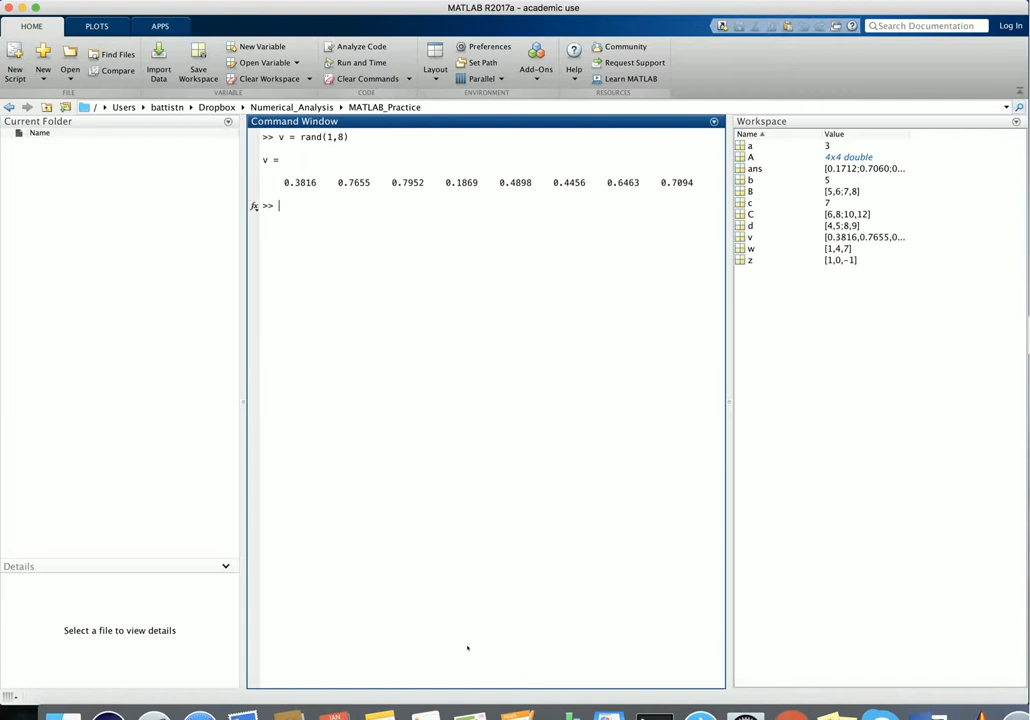 MATLAB R2017a - academic use
HOME PLOTS APPS Search Documentation Log In
New Script New Open Find Files Compare Import Data Save Workspace New Variable Open Variable Clear Workspace Analyze Code Run and Time Clear Commands Layout Preferences Set Path Parallel Add-Ons Help Community Request Support Learn MATLAB
FILE VARIABLE CODE ENVIRONMENT RESOURCES
/ Users battistn Dropbox Numerical_Analysis MATLAB_Practice
Current Folder
Name
Details
Select a file to view details
Command Window
>> v = rand(1,8)
v =
0.3816 0.7655 0.7952 0.1869 0.4898 0.4456 0.6463 0.7094
fx >>
Workspace
Name Value
a 3
A 4x4 double
ans [0.1712;0.7060;0...
b 5
B [5,6;7,8]
c 7
C [6,8;10,12]
d [4,5;8,9]
v [0.3816,0.7655,0...
w [1,4,7]
z [1,0,-1]
JAN